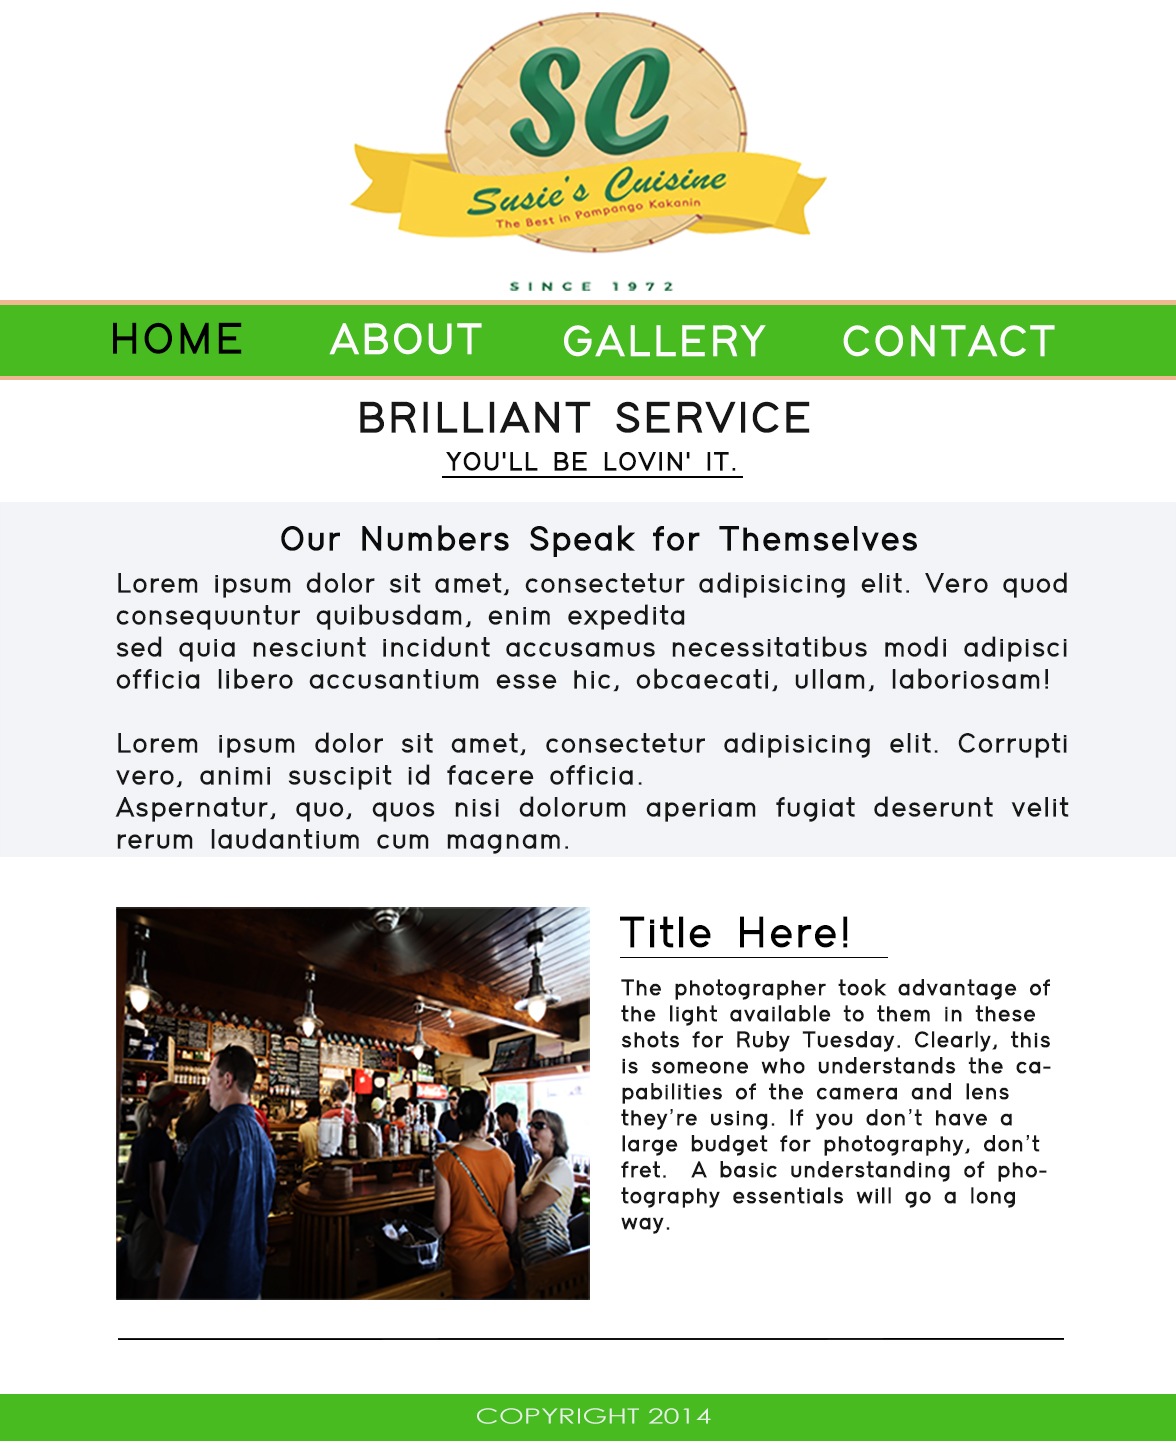 SC
Susie's Cuisine
The Best in Pampango Kakanin
SINCE 1972
HOME ABOUT GALLERY CONTACT
BRILLIANT SERVICE
YOU'LL BE LOVIN' IT.
Our Numbers Speak for Themselves
Lorem ipsum dolor sit amet, consectetur adipisicing elit. Vero quod
consequuntur quibusdam, enim expedita
sed quia nesciunt incidunt accusamus necessitatibus modi adipisci
officia libero accusantium esse hic, obcaecati, ullam, laboriosam!
Lorem ipsum dolor sit amet, consectetur adipisicing elit. Corrupti
vero, animi suscipit id facere officia.
Aspernatur, quo, quos nisi dolorum aperiam fugiat deserunt velit
rerum laudantium cum magnam.
Title Here!
The photographer took advantage of
the light available to them in these
shots for Ruby Tuesday. Clearly, this
is someone who understands the ca-
pabilities of the camera and lens
they’re using. If you don’t have a
large budget for photography, don’t
fret.  A basic understanding of pho-
tography essentials will go a long
way.
COPYRIGHT 2014